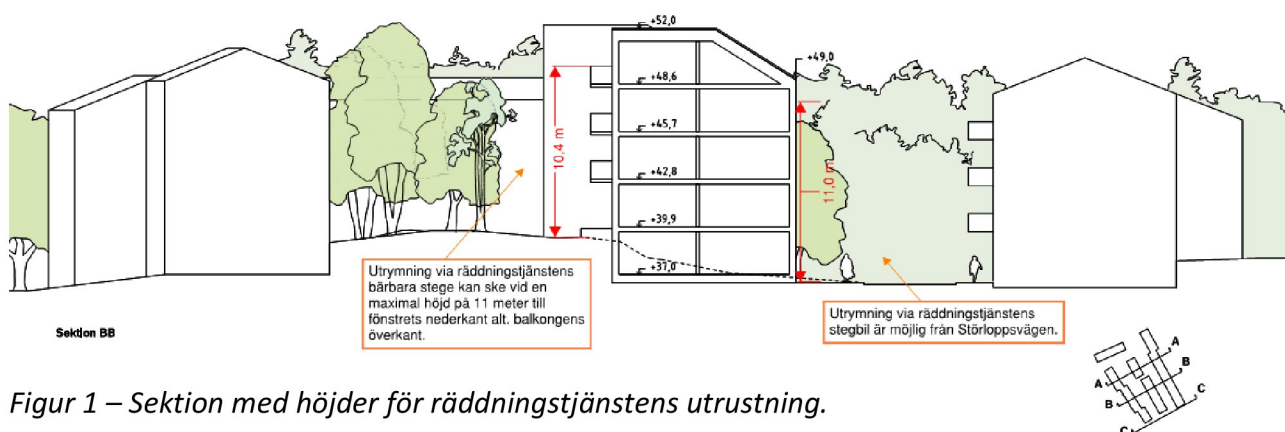 +52,0
+49,0
+48,6
+45,7
+42,8
+39,9
+37,0
10,4 m
11,0 m
Utrymning via räddningstjänstens
bärbara stege kan ske vid en
maximal höjd på 11 meter till
fönstrets nederkant alt. balkongens
överkant.
Utrymning via räddningstjänstens
stegbil är möjlig från Störloppsvägen.
Sektion BB
A
B
C
A
B
C
Figur 1 – Sektion med höjder för räddningstjänstens utrustning.